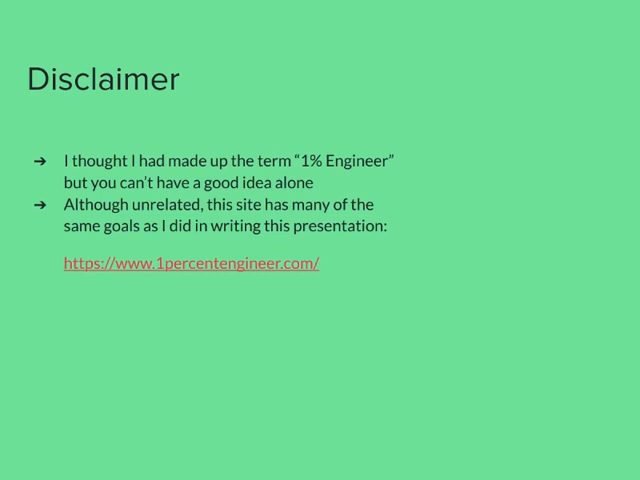 Disclaimer
➔ I thought I had made up the term “1% Engineer”
but you can’t have a good idea alone
➔ Although unrelated, this site has many of the
same goals as I did in writing this presentation:
https://www.1percentengineer.com/